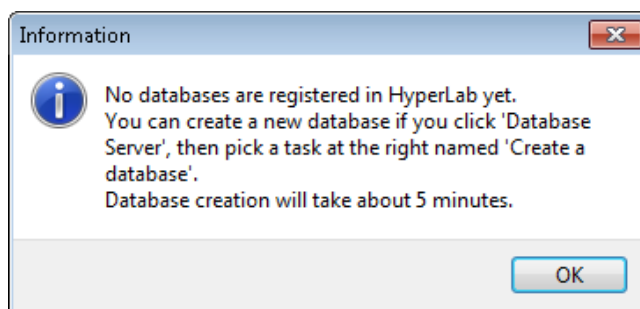 Information
No databases are registered in HyperLab yet.
You can create a new database if you click 'Database
Server', then pick a task at the right named 'Create a
database'.
Database creation will take about 5 minutes.
OK